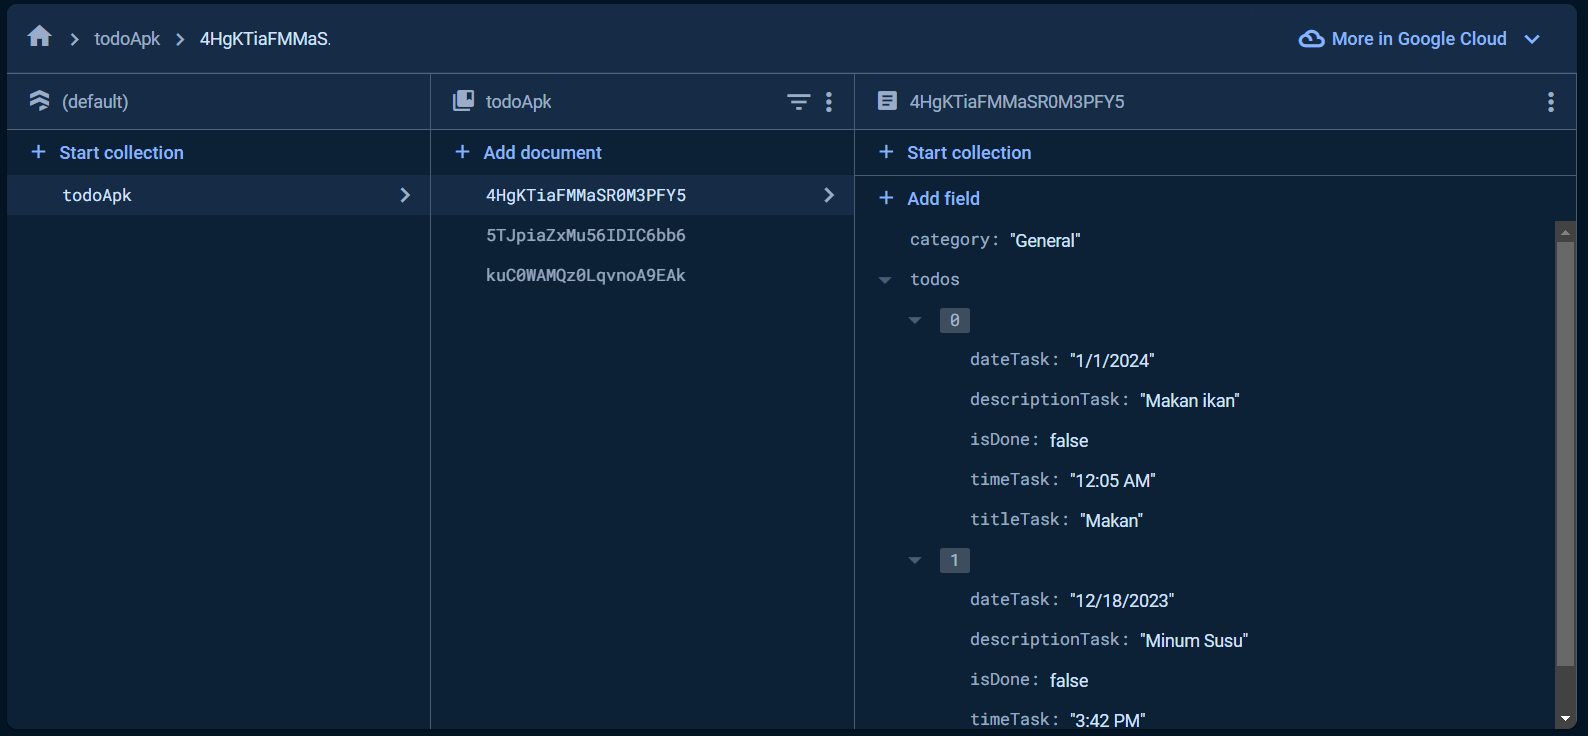 todoApk
4HgKTiaFMMaS.
More in Google Cloud
(default)
todoApk
4HgKTiaFMMaSR0M3PFY5
+ Start collection
+ Add document
+ Start collection
todoApk
4HgKTiaFMMaSR0M3PFY5
5TJpiaZxMu56IDIC6bb6
kuC0WAMQz0LqvnoA9EAk
+ Add field
category: "General"
todos
0
dateTask: "1/1/2024"
descriptionTask: "Makan ikan"
isDone: false
timeTask: "12:05 AM"
titleTask: "Makan"
1
dateTask: "12/18/2023"
descriptionTask: "Minum Susu"
isDone: false
timeTask: "3:42 PM"